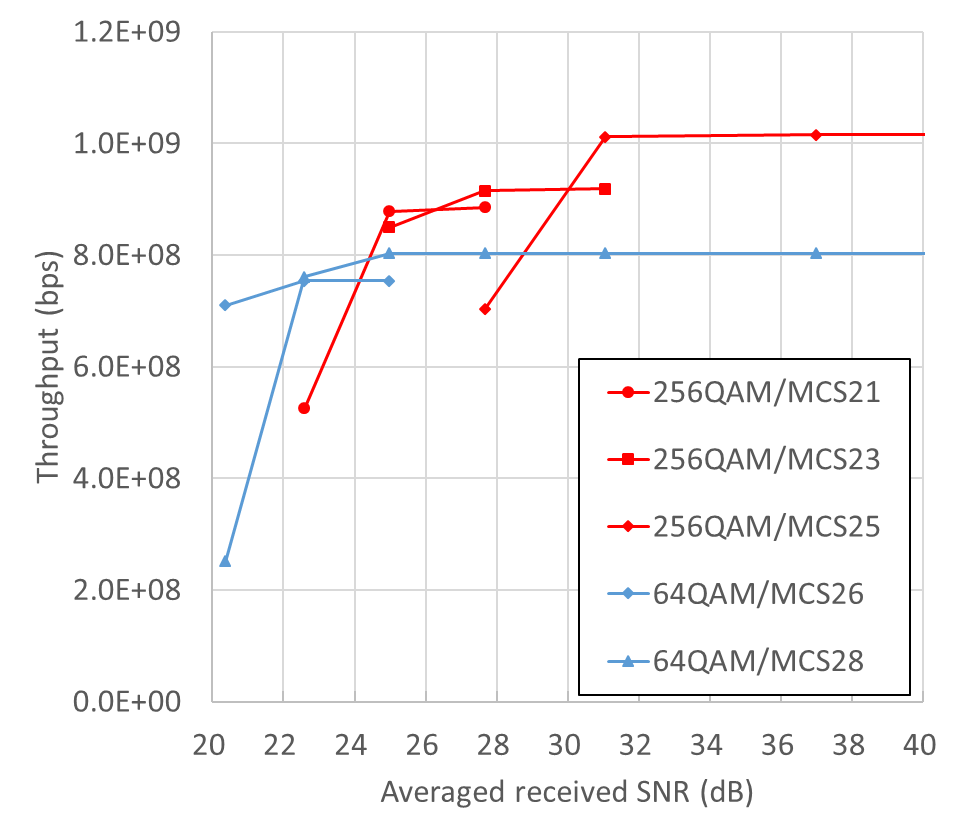 1.2E+09
1.0E+09
8.0E+08
6.0E+08
4.0E+08
2.0E+08
0.0E+00
Throughput (bps)
20 22 24 26 28 30 32 34 36 38 40
Averaged received SNR (dB)
256QAM/MCS21
256QAM/MCS23
256QAM/MCS25
64QAM/MCS26
64QAM/MCS28